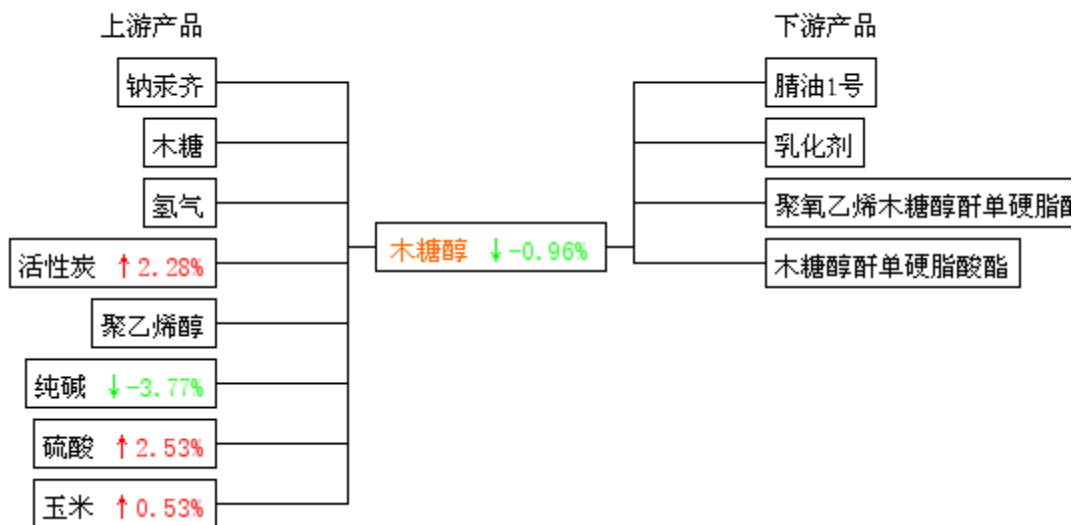 上游产品
下游产品
钠汞齐
木糖
氢气
活性炭 ↑2.28%
聚乙烯醇
纯碱 ↓-3.77%
硫酸 ↑2.53%
玉米 ↑0.53%
木糖醇 ↓-0.96%
腈油1号
乳化剂
聚氧乙烯木糖醇酐单硬脂
木糖醇酐单硬脂酸酯